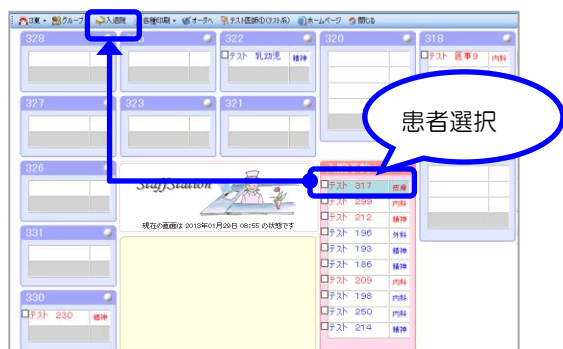 3東 グループ 入退院 各種印刷 オーダへ テスト医師①(テスト系) ホームページ 閉じる
328
322
320
318
テスト 乳幼児 精神
テスト 医事9 内科
327
323
321
患者選択
326
StaffStation
現在の画面は 2013年01月29日 08:55 の状態です
テスト 317 皮膚
テスト 299 内科
テスト 212 精神
テスト 196 外科
テスト 193 精神
テスト 186 精神
テスト 209 内科
テスト 198 内科
テスト 250 内科
テスト 214 精神
331
330
テスト 230 精神